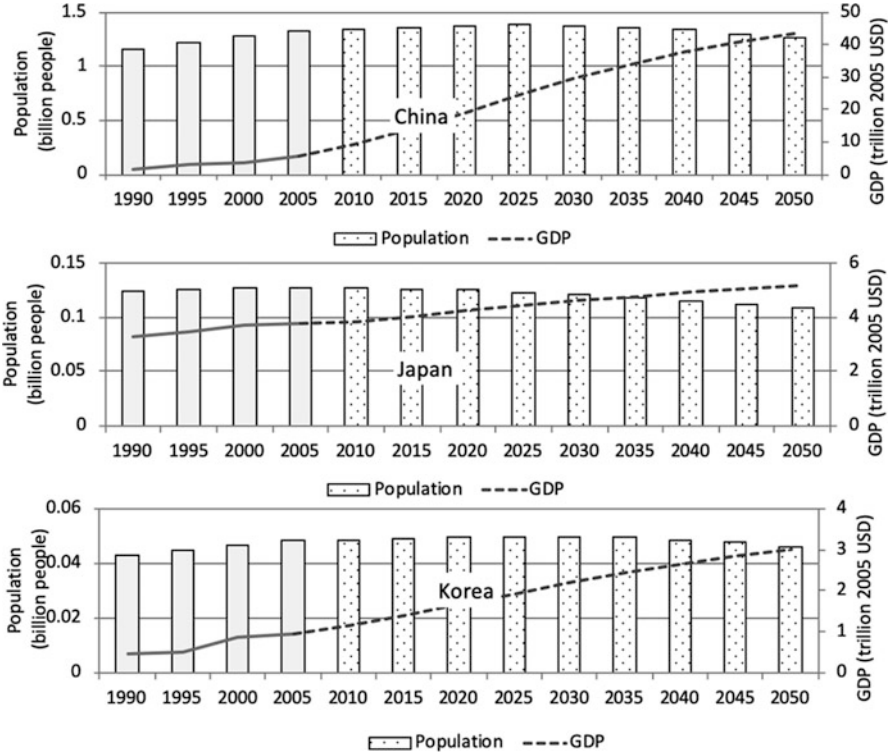 Population
(billion people)
1.5
1
0.5
0
China
50
40
30
20
10
0
GDP (trillion 2005 USD)
1990 1995 2000 2005 2010 2015 2020 2025 2030 2035 2040 2045 2050
Population GDP
Population
(billion people)
0.15
0.1
0.05
0
Japan
6
4
2
0
GDP (trillion 2005 USD)
1990 1995 2000 2005 2010 2015 2020 2025 2030 2035 2040 2045 2050
Population GDP
Population
(billion people)
0.06
0.04
0.02
0
Korea
4
3
2
1
0
GDP (trillion 2005 USD)
1990 1995 2000 2005 2010 2015 2020 2025 2030 2035 2040 2045 2050
Population GDP